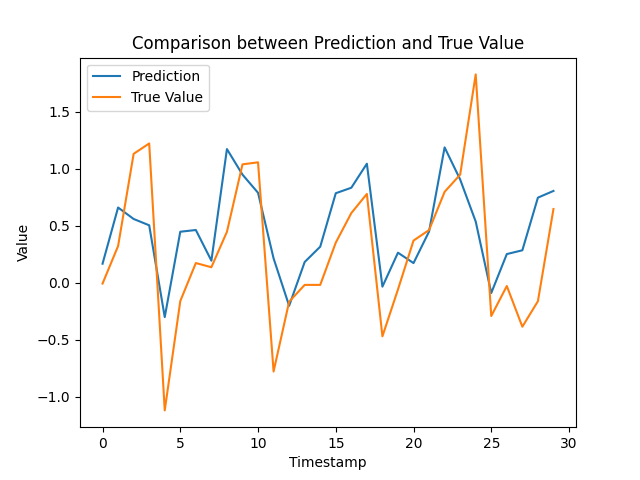 Comparison between Prediction and True Value
Prediction
True Value
1.5
1.0
0.5
0.0
−0.5
−1.0
Value
0 5 10 15 20 25 30
Timestamp